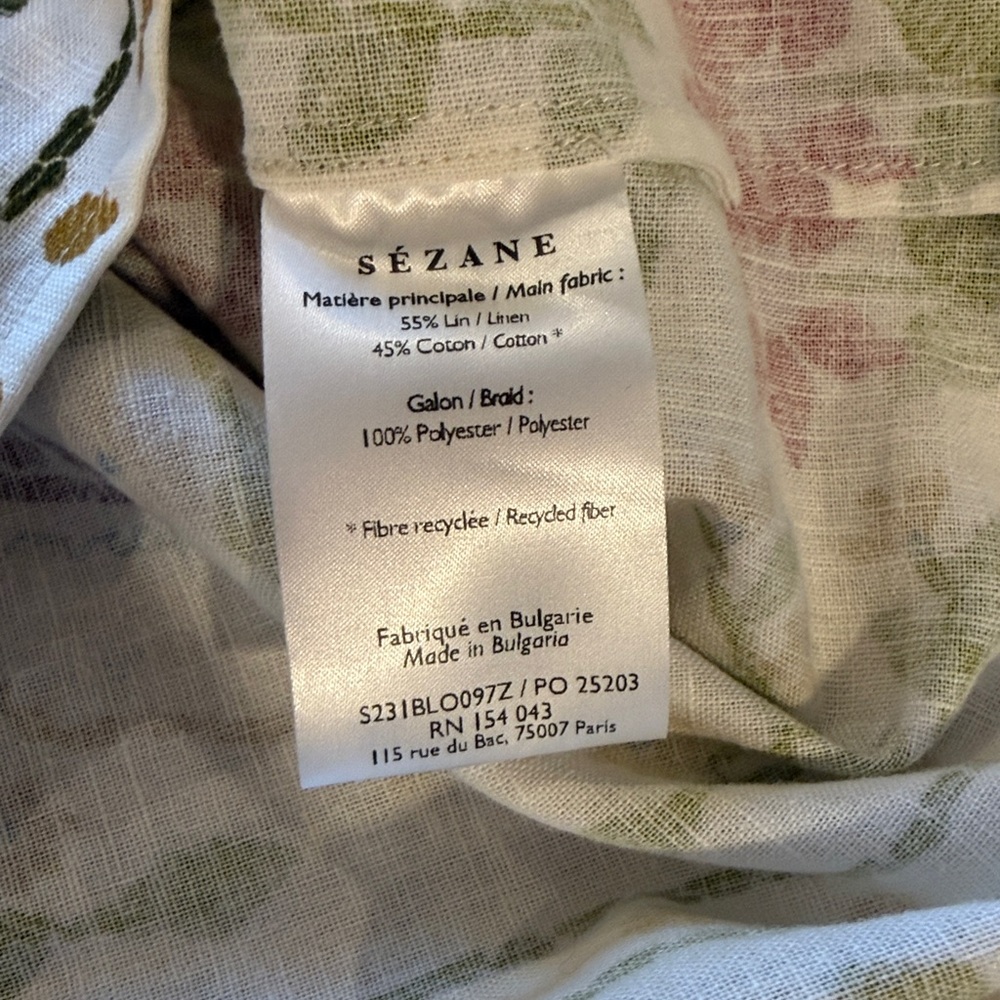 SÉZANE
Matière principale / Main fabric :
55% Lin / Linen
45% Coton / Cotton *
Galon / Braid :
100% Polyester / Polyester
* Fibre recyclée / Recycled fiber
Fabriqué en Bulgarie
Made in Bulgaria
S231BLO097Z / PO 25203
RN 154 043
115 rue du Bac, 75007 Paris